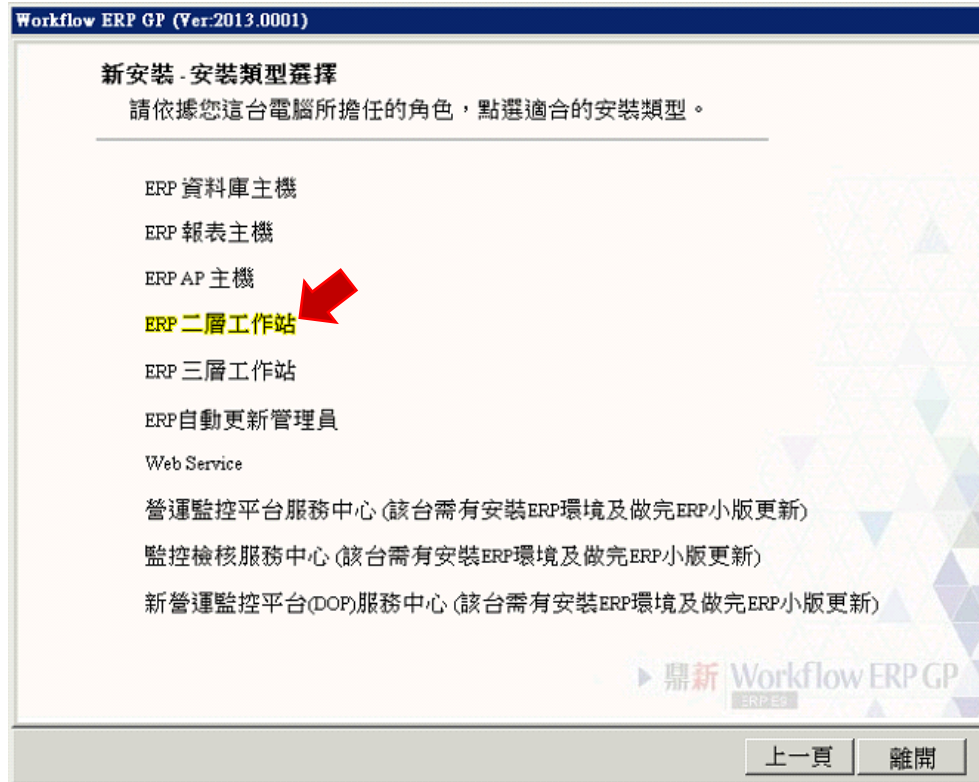 Workflow ERP GP (Ver:2013.0001)
新安裝 - 安裝類型選擇
請依據您這台電腦所擔任的角色，點選適合的安裝類型。
ERP 資料庫主機
ERP 報表主機
ERP AP 主機
ERP 二層工作站
ERP 三層工作站
ERP自動更新管理員
Web Service
營運監控平台服務中心 (該台需有安裝ERP環境及做完ERP小版更新)
監控檢核服務中心 (該台需有安裝ERP環境及做完ERP小版更新)
新營運監控平台(DOP)服務中心 (該台需有安裝ERP環境及做完ERP小版更新)
鼎新 Workflow ERP GP
上一頁 離開